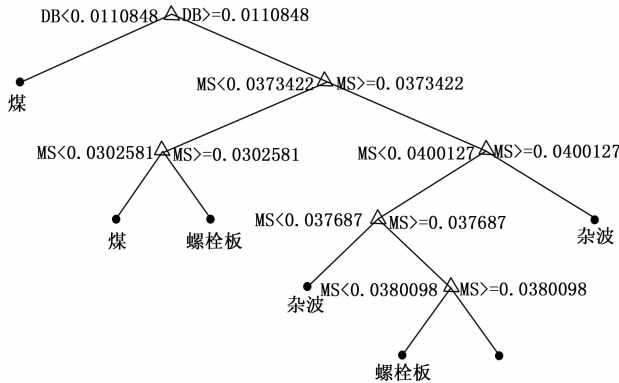 DB<0.0110848 DB>=0.0110848
煤
MS<0.0373422 MS>=0.0373422
MS<0.0302581 MS>=0.0302581
MS<0.0400127 MS>=0.0400127
煤
螺栓板
MS<0.037687 MS>=0.037687
杂波
杂波
MS<0.0380098 MS>=0.0380098
螺栓板